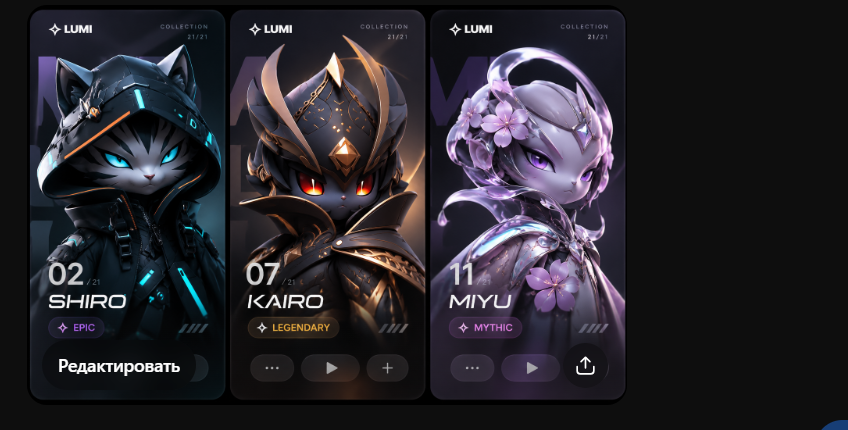 LUMI
COLLECTION
21/21
02 / 21
SHIRO
EPIC
Редактировать
LUMI
COLLECTION
21/21
07 / 21
KAIRO
LEGENDARY
LUMI
COLLECTION
21/21
11
MIYU
MYTHIC